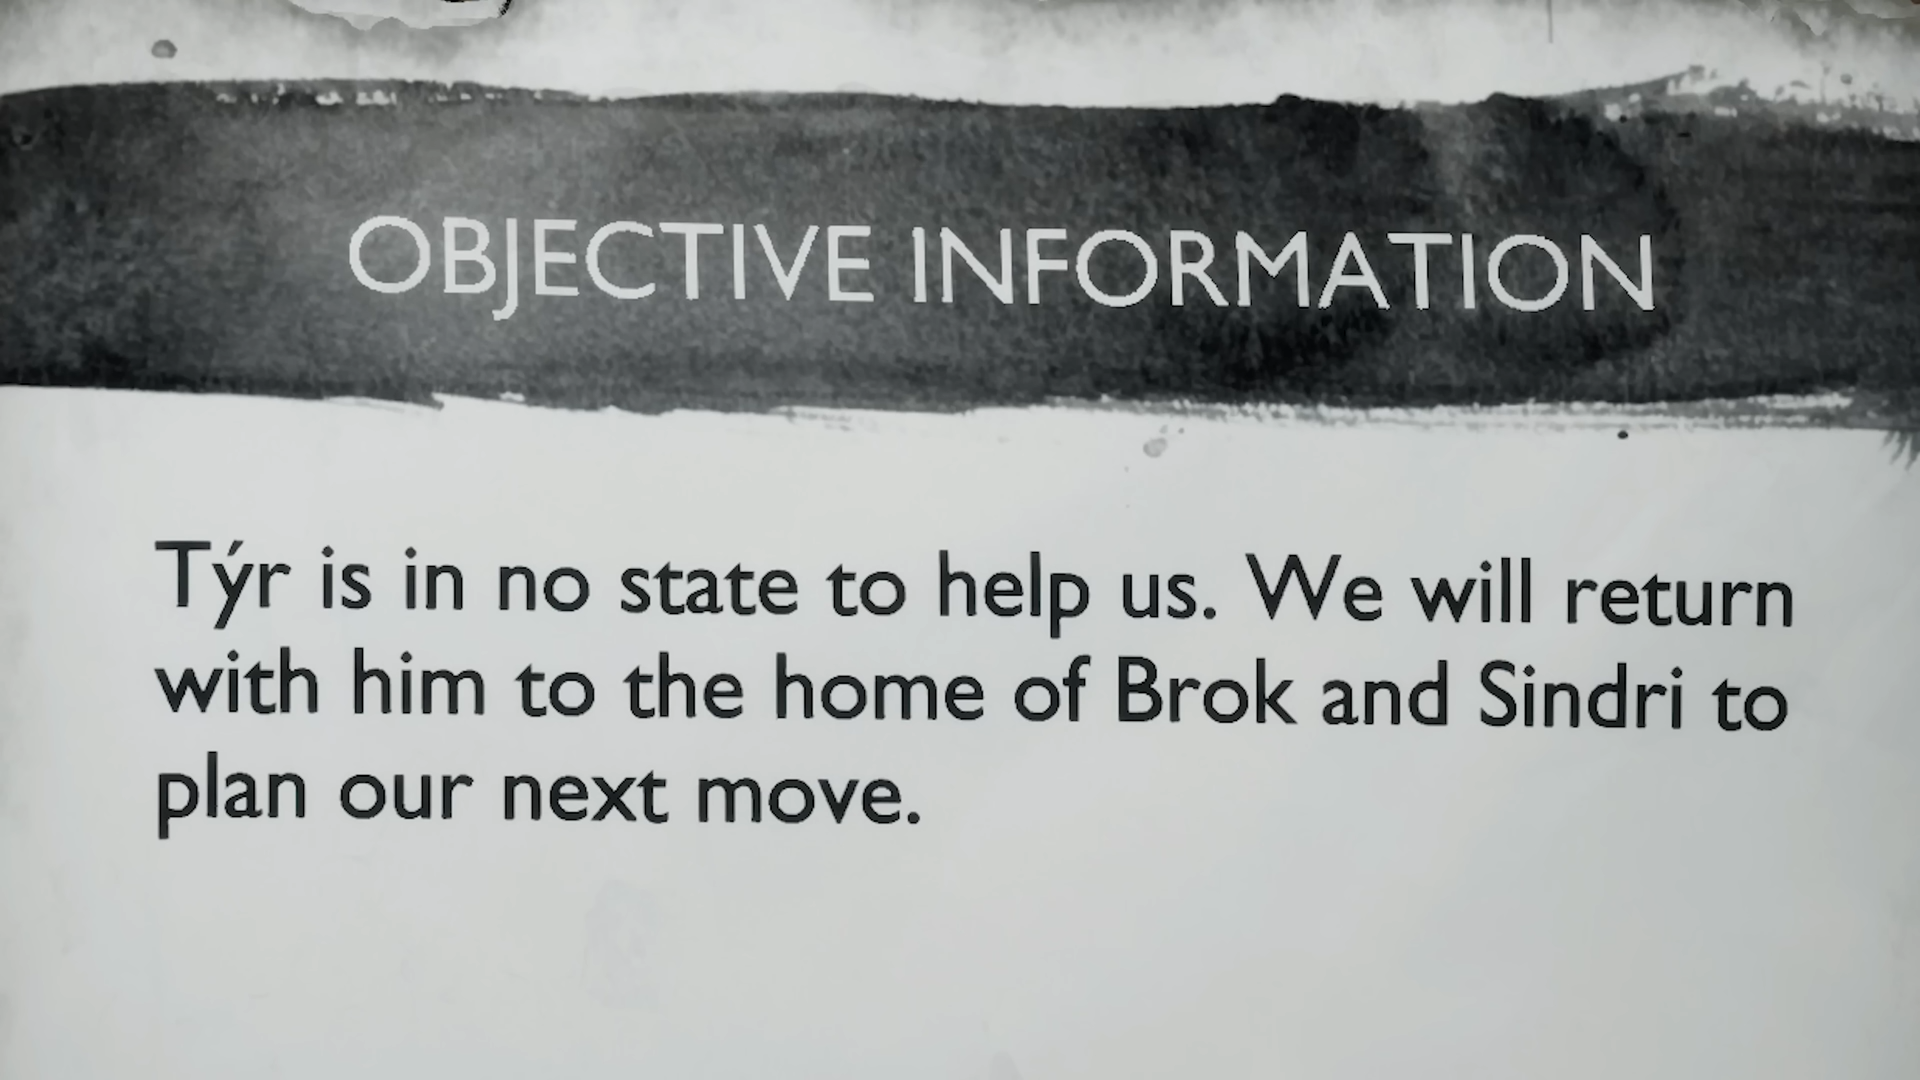 OBJECTIVE INFORMATION
Týr is in no state to help us. We will return
with him to the home of Brok and Sindri to
plan our next move.